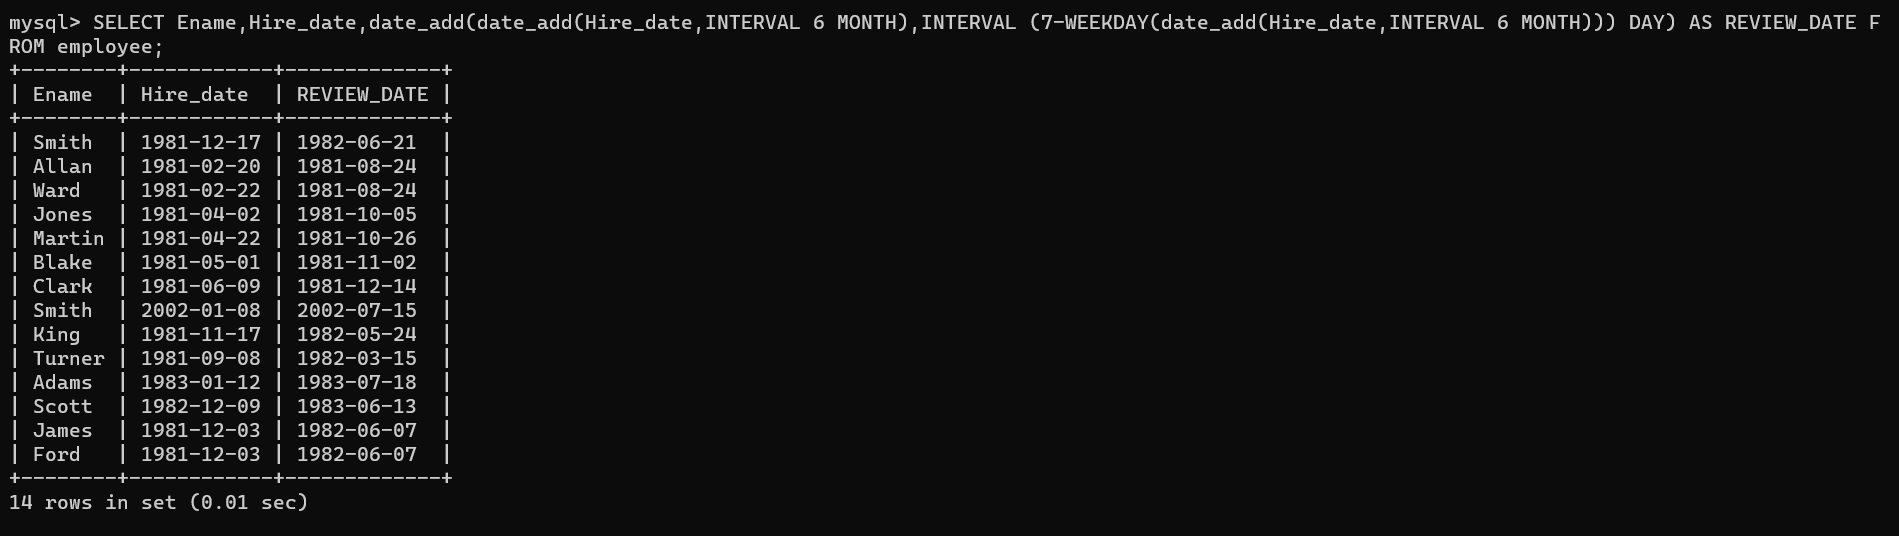 mysql> SELECT Ename,Hire_date,date_add(date_add(Hire_date,INTERVAL 6 MONTH),INTERVAL (7-WEEKDAY(date_add(Hire_date,INTERVAL 6 MONTH))) DAY) AS REVIEW_DATE F
ROM employee;
+--------+------------+-------------+
| Ename  | Hire_date  | REVIEW_DATE |
+--------+------------+-------------+
| Smith  | 1981-12-17 | 1982-06-21  |
| Allan  | 1981-02-20 | 1981-08-24  |
| Ward   | 1981-02-22 | 1981-08-24  |
| Jones  | 1981-04-02 | 1981-10-05  |
| Martin | 1981-04-22 | 1981-10-26  |
| Blake  | 1981-05-01 | 1981-11-02  |
| Clark  | 1981-06-09 | 1981-12-14  |
| Smith  | 2002-01-08 | 2002-07-15  |
| King   | 1981-11-17 | 1982-05-24  |
| Turner | 1981-09-08 | 1982-03-15  |
| Adams  | 1983-01-12 | 1983-07-18  |
| Scott  | 1982-12-09 | 1983-06-13  |
| James  | 1981-12-03 | 1982-06-07  |
| Ford   | 1981-12-03 | 1982-06-07  |
+--------+------------+-------------+
14 rows in set (0.01 sec)